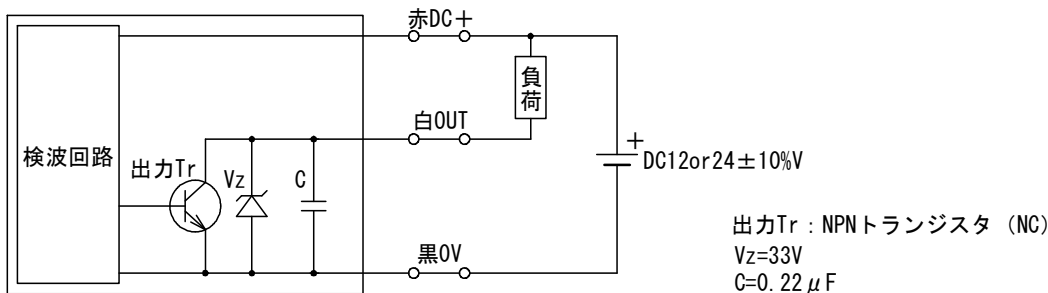 赤DC＋
負荷
白OUT
検波回路
出力Tr
Vz
C
+
DC12or24±10%V
黒0V
出力Tr：NPNトランジスタ（NC）
Vz=33V
C=0.22μF